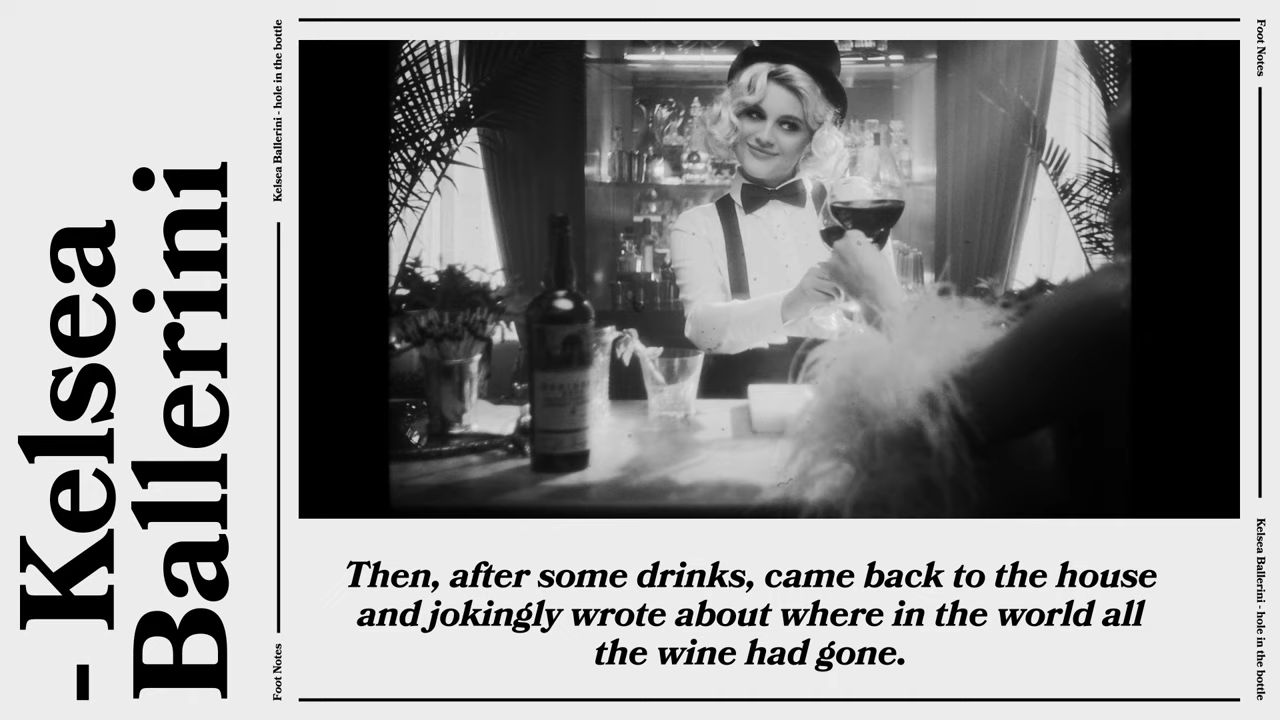 - Kelsea
Ballerini
Kelsea Ballerini - hole in the bottle
Foot Notes
Then, after some drinks, came back to the house
and jokingly wrote about where in the world all
the wine had gone.
Foot Notes
Kelsea Ballerini - hole in the bottle